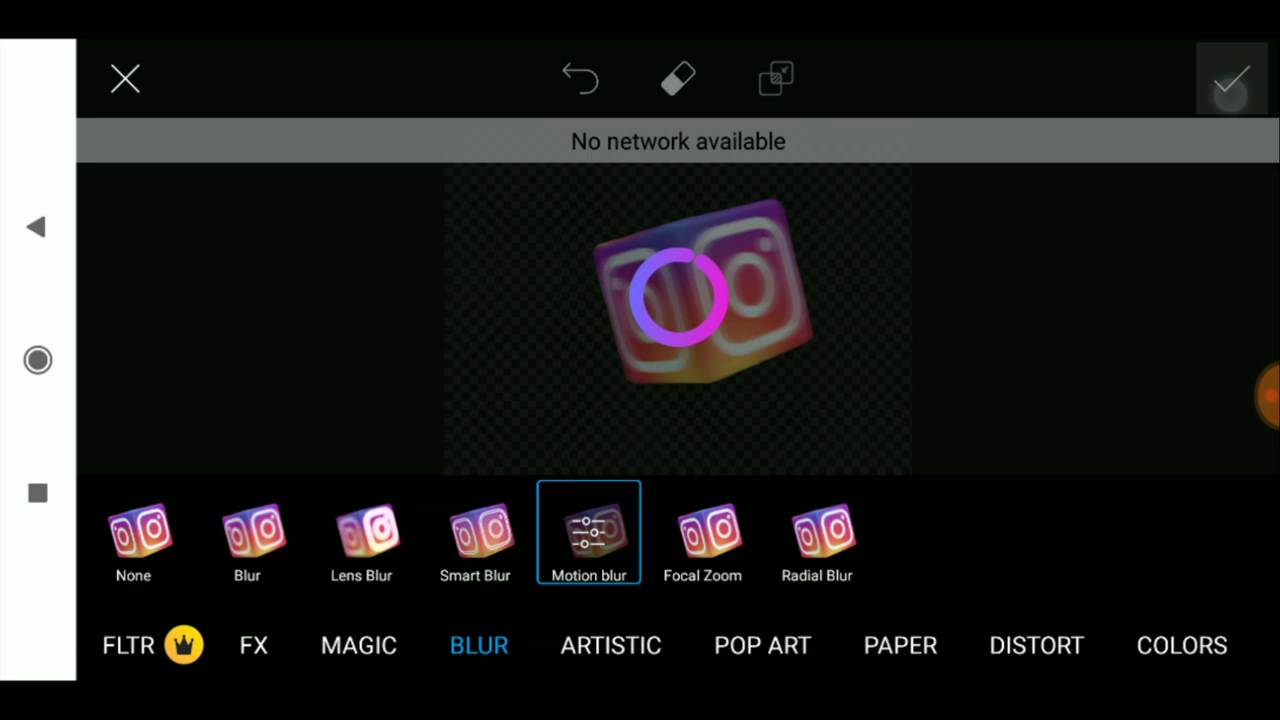 No network available
None Blur Lens Blur Smart Blur Motion blur Focal Zoom Radial Blur
FLTR FX MAGIC BLUR ARTISTIC POP ART PAPER DISTORT COLORS